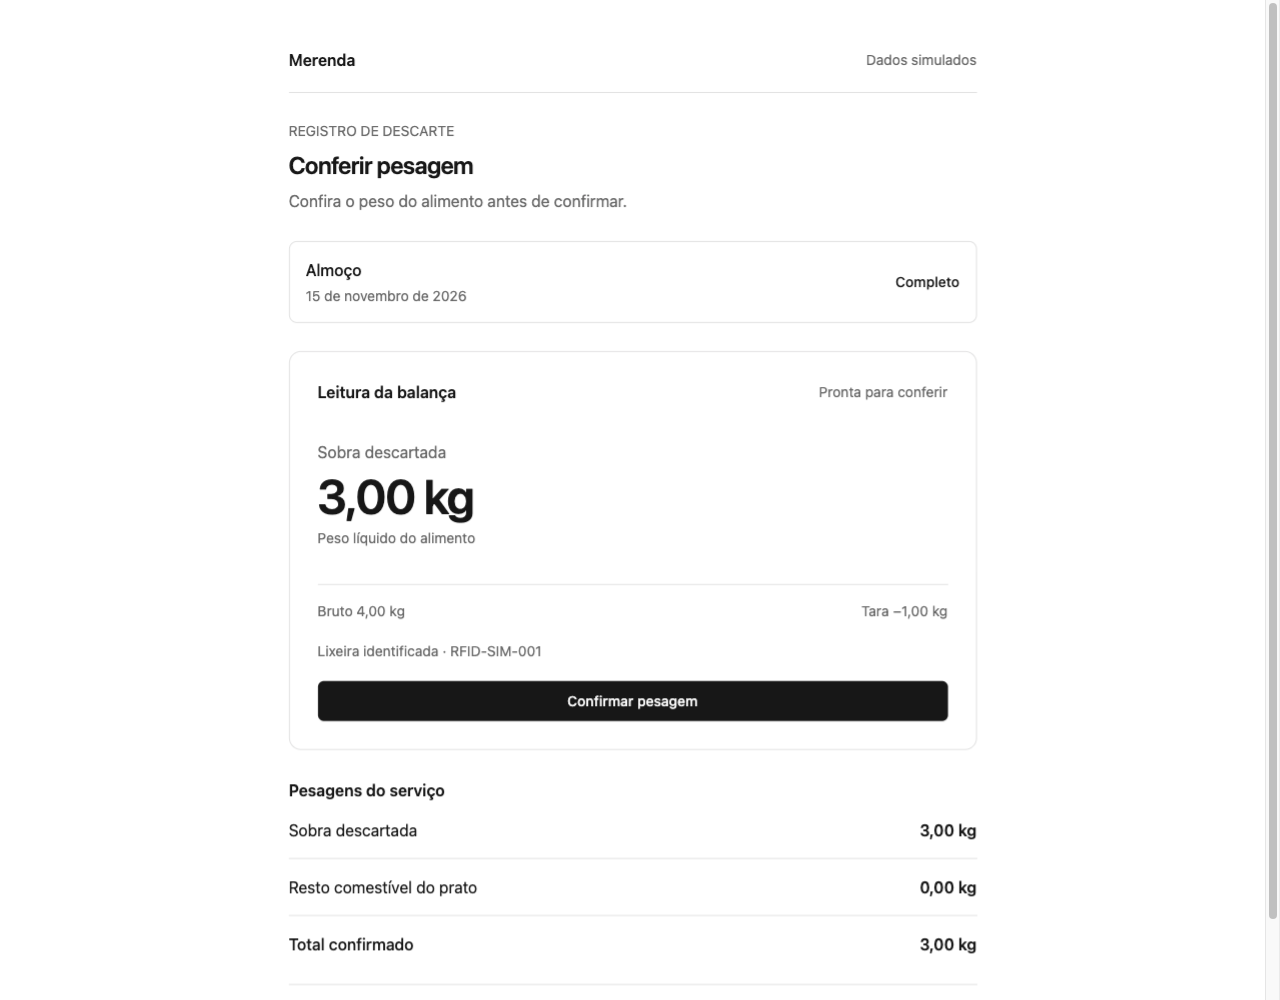 Merenda
Dados simulados
REGISTRO DE DESCARTE
Conferir pesagem
Confira o peso do alimento antes de confirmar.
Almoço
15 de novembro de 2026
Completo
Leitura da balança
Pronta para conferir
Sobra descartada
3,00 kg
Peso líquido do alimento
Bruto 4,00 kg
Tara −1,00 kg
Lixeira identificada · RFID-SIM-001
Confirmar pesagem
Pesagens do serviço
Sobra descartada
3,00 kg
Resto comestível do prato
0,00 kg
Total confirmado
3,00 kg